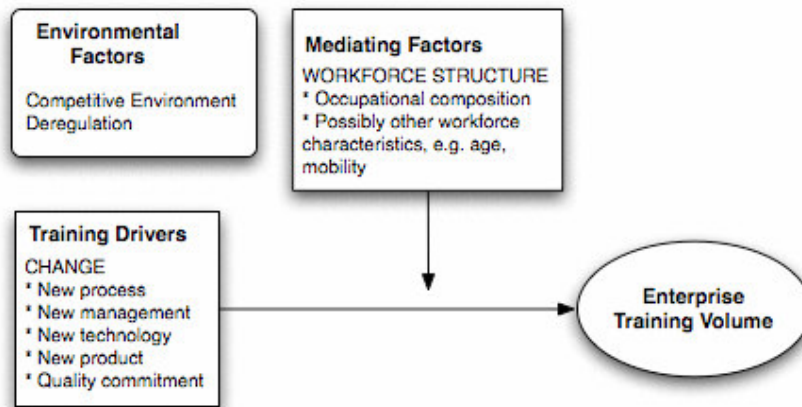 Environmental
Factors
Competitive Environment
Deregulation
Mediating Factors
WORKFORCE STRUCTURE
* Occupational composition
* Possibly other workforce
characteristics, e.g. age,
mobility
Training Drivers
CHANGE
* New process
* New management
* New technology
* New product
* Quality commitment
Enterprise
Training Volume